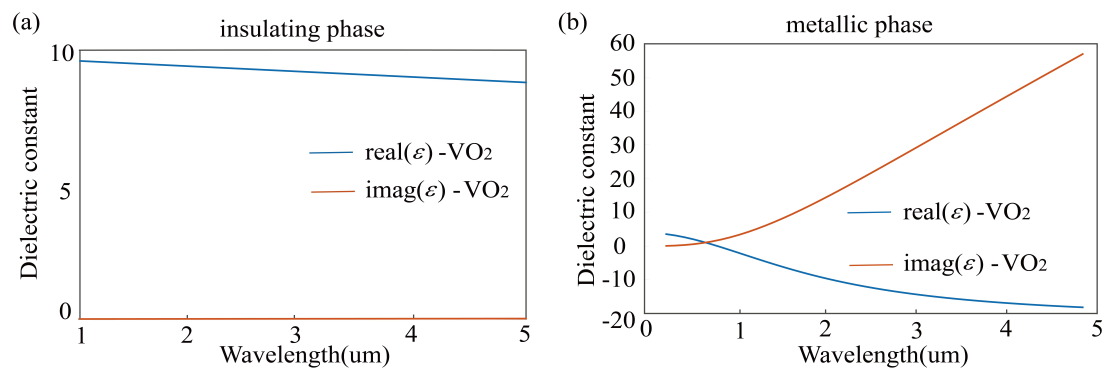 (a)
insulating phase
10
5
0
Dielectric constant
real(ε) -VO2
imag(ε) -VO2
1 2 3 4 5
Wavelength(um)
(b)
metallic phase
60
50
40
30
20
10
0
-10
-20
Dielectric constant
real(ε) -VO2
imag(ε) -VO2
0 1 2 3 4 5
Wavelength(um)